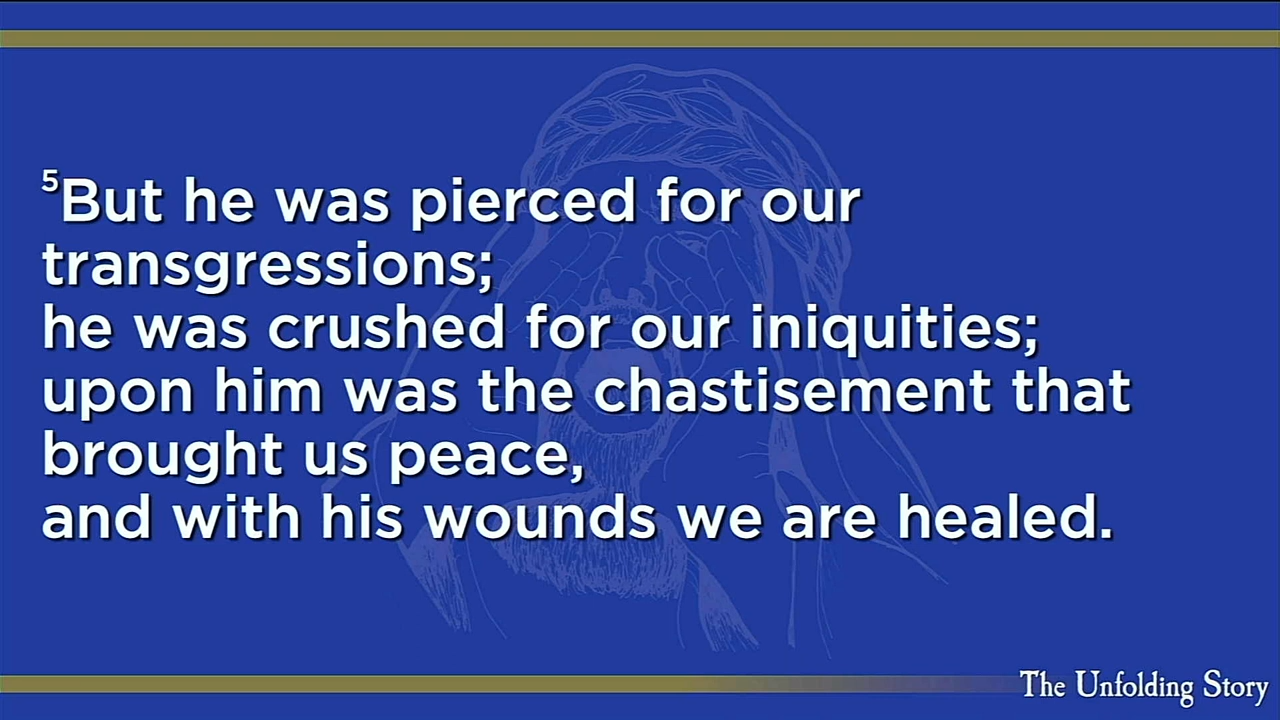 ⁵But he was pierced for our
transgressions;
he was crushed for our iniquities;
upon him was the chastisement that
brought us peace,
and with his wounds we are healed.
The Unfolding Story